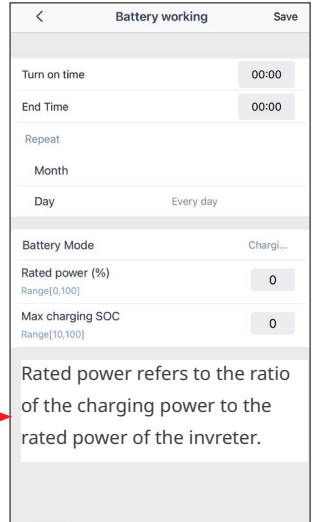 < Battery working Save
Turn on time 00:00
End Time 00:00
Repeat
Month
Day Every day
Battery Mode Chargi...
Rated power (%) 0
Range[0,100]
Max charging SOC 0
Range[10,100]
Rated power refers to the ratio
of the charging power to the
rated power of the invreter.